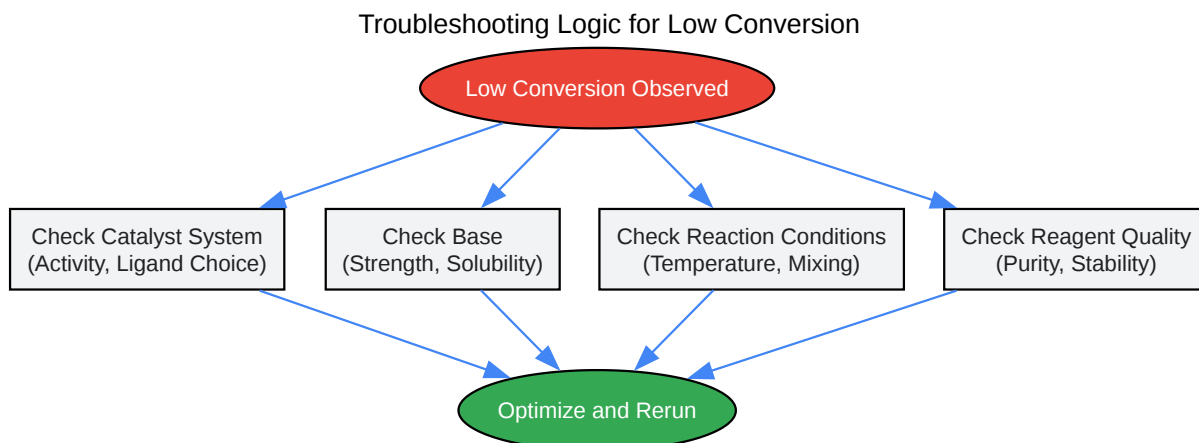 Troubleshooting Logic for Low Conversion
Low Conversion Observed
Check Catalyst System
(Activity, Ligand Choice)
Check Base
(Strength, Solubility)
Check Reaction Conditions
(Temperature, Mixing)
Check Reagent Quality
(Purity, Stability)
Optimize and Rerun